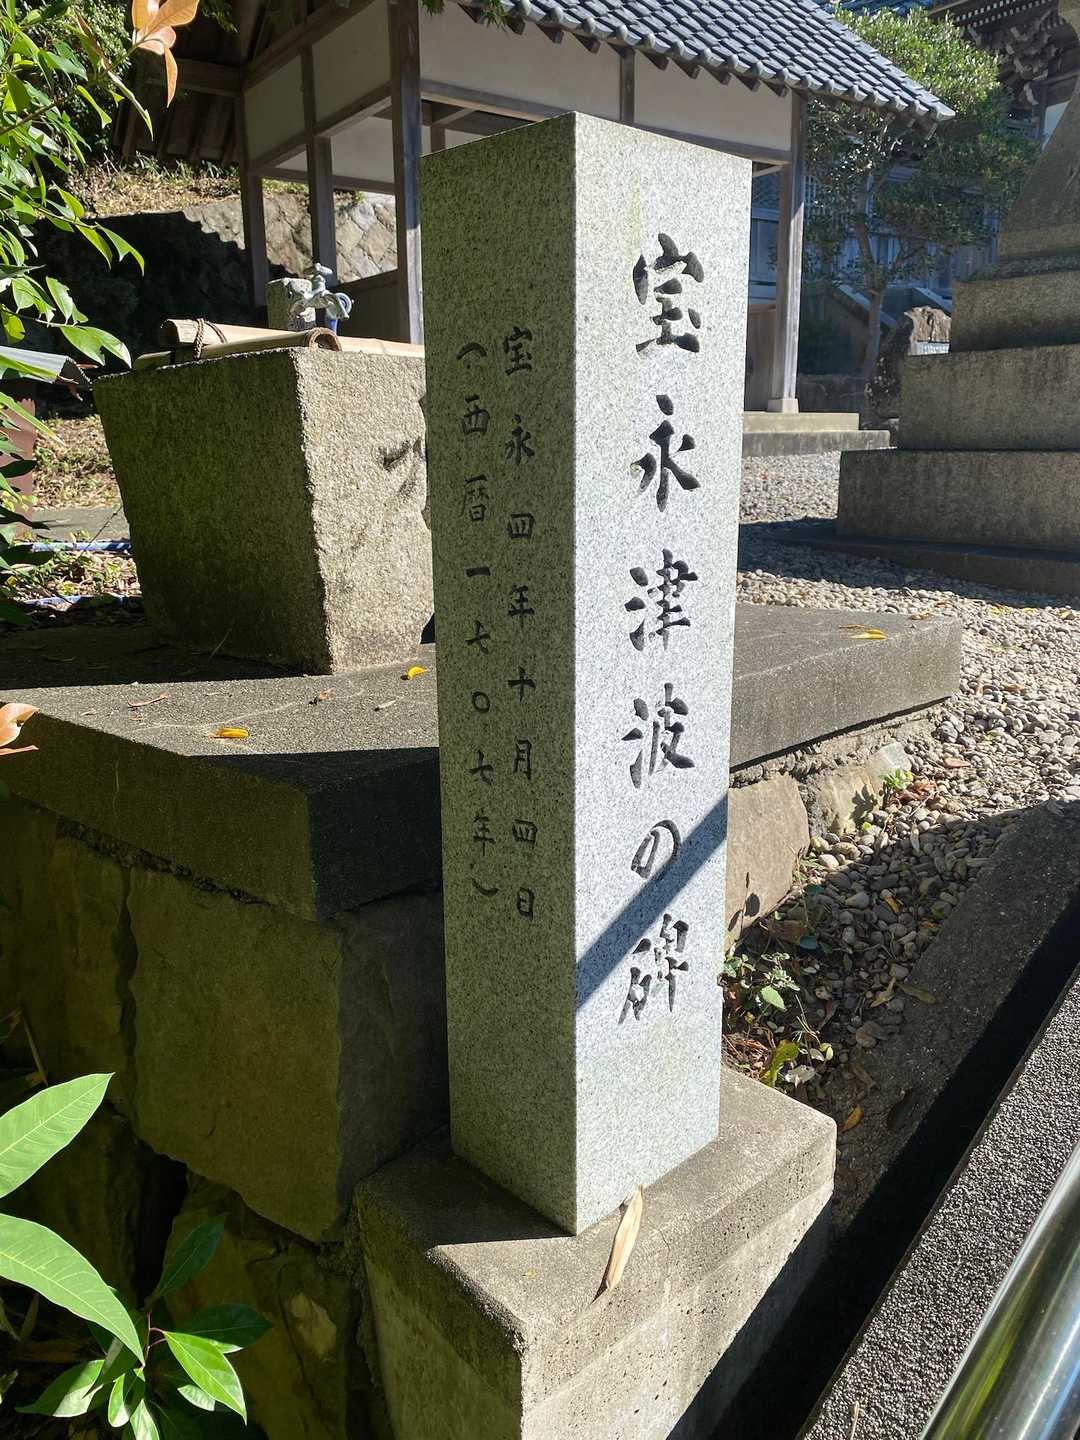 宝永津波の碑
宝永四年十月四日
（西暦一七〇七年）